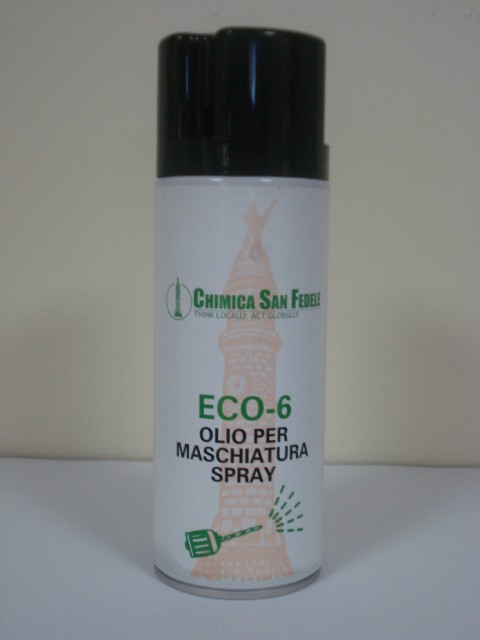 CHIMICA SAN FEDELE
THINK LOCALLY. ACT GLOBALLY
ECO-6
OLIO PER
MASCHIATURA
SPRAY